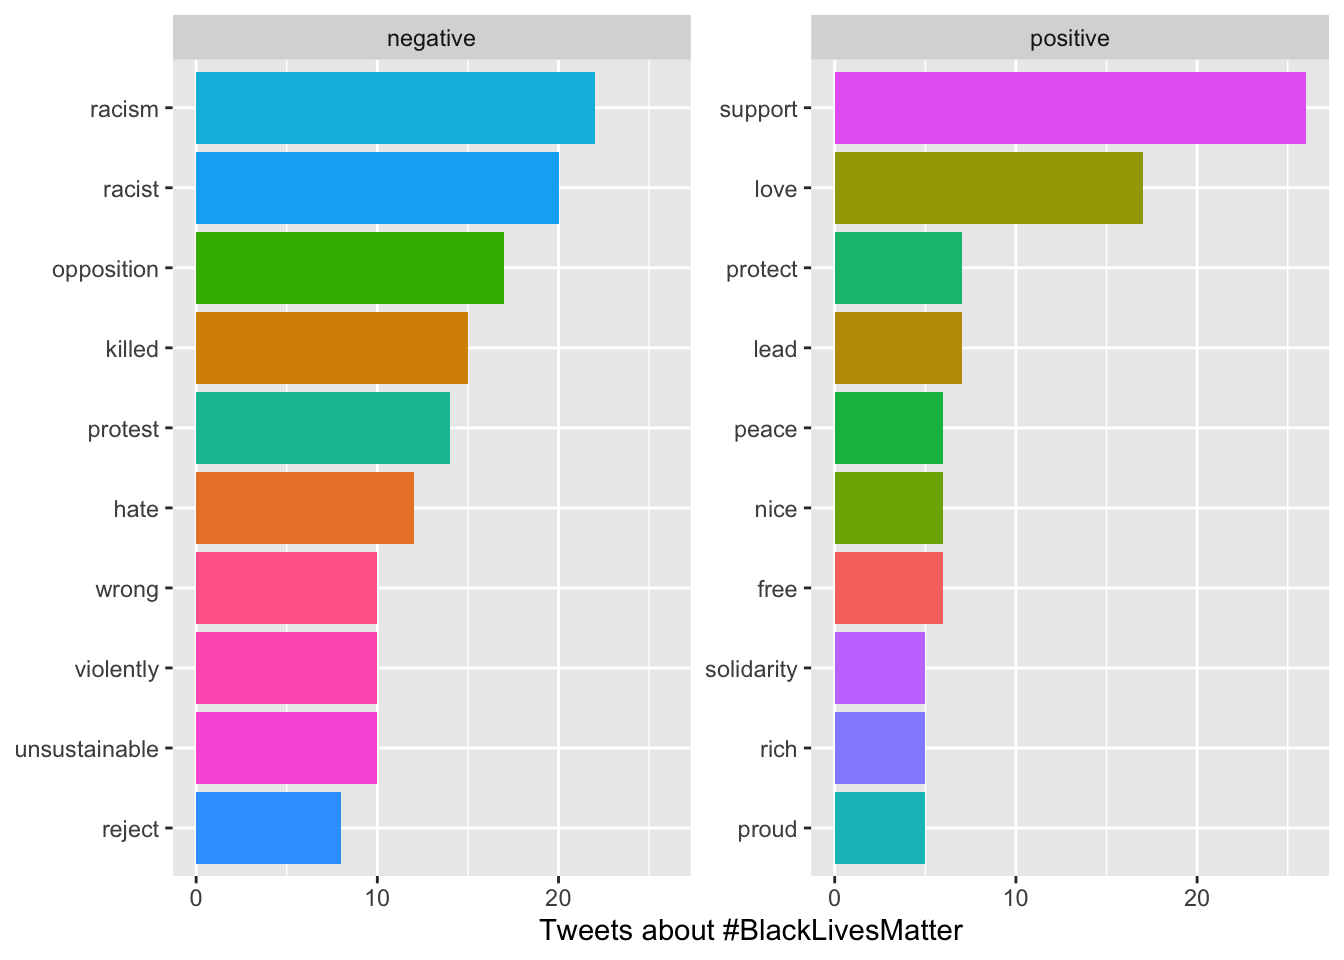 negative
positive
racism
racist
opposition
killed
protest
hate
wrong
violently
unsustainable
reject
support
love
protect
lead
peace
nice
free
solidarity
rich
proud
0 10 20
0 10 20
Tweets about #BlackLivesMatter